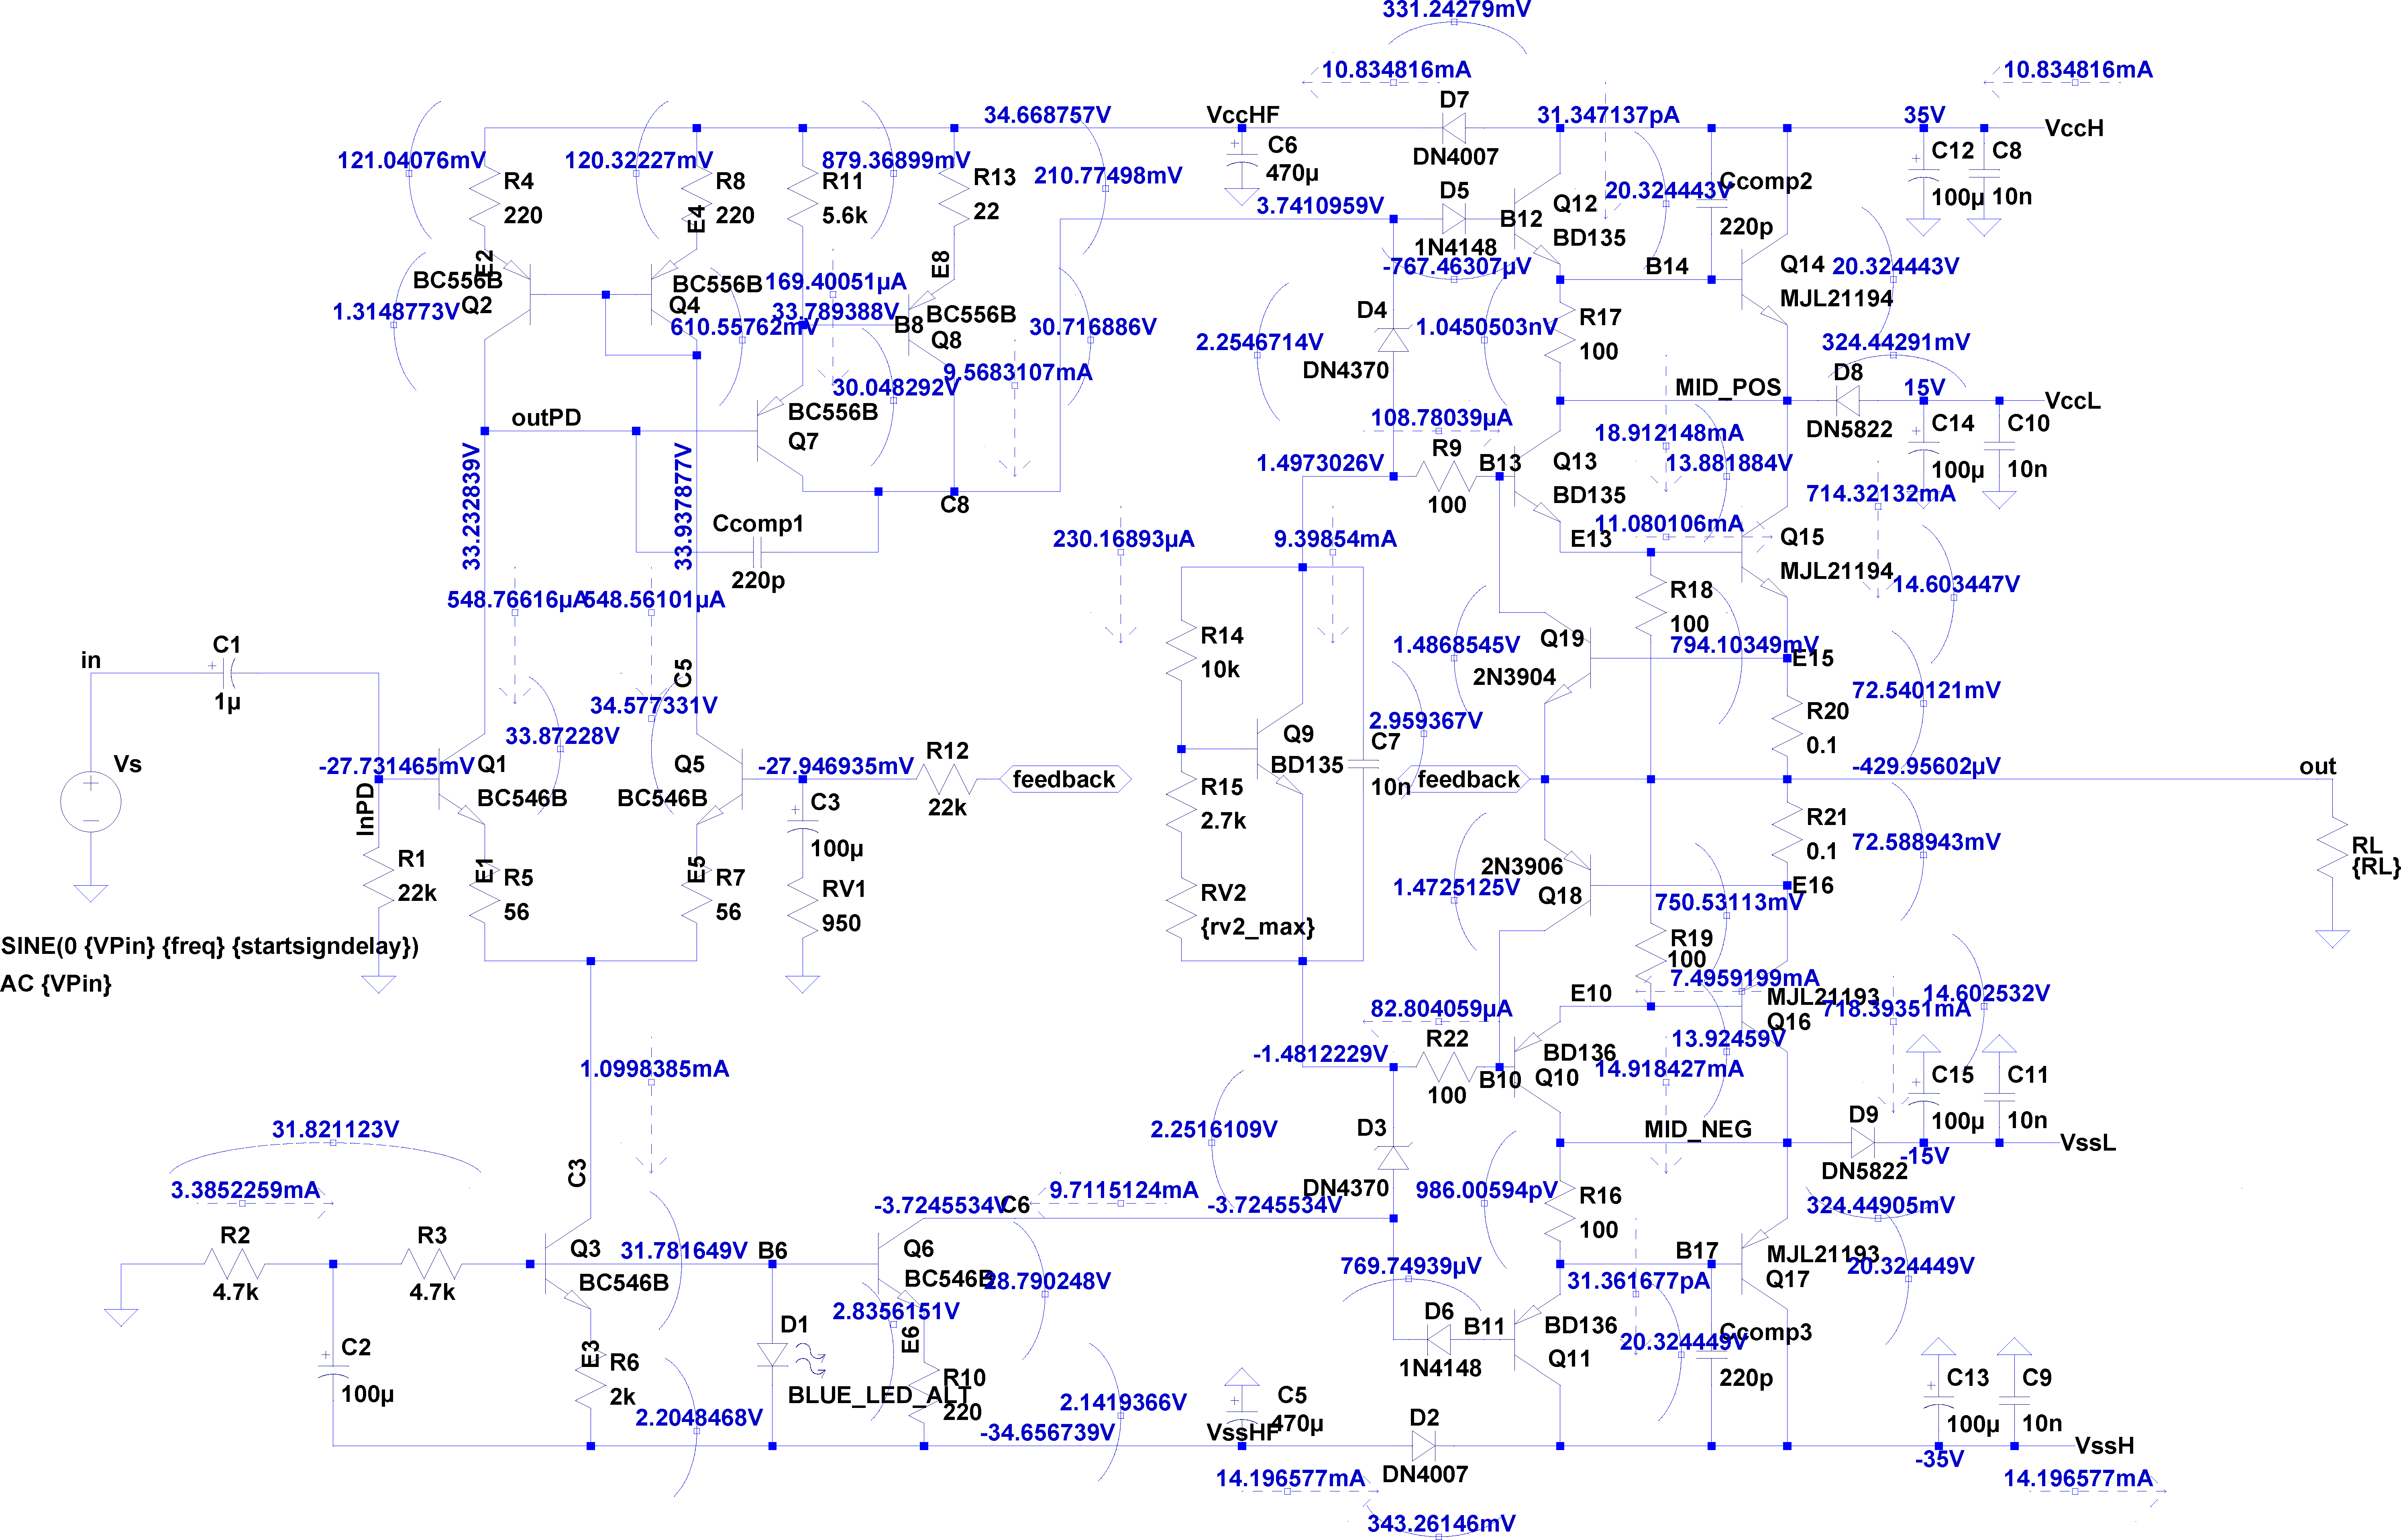 331.24279mV
10.834816mA
10.834816mA
D7
34.668757V
VccHF
31.347137pA
35V
VccH
DN4007
C6
470µ
C12
100µ
C8
10n
121.04076mV
120.32227mV
879.36899mV
R4
220
R8
220
R11
5.6k
R13
22
210.77498mV
3.7410959V
D5
1N4148
-767.46307µV
B12
Q12
BD135
20.324443V
Ccomp2
220p
E2
E4
E8
BC556B
Q2
BC556B
Q4
1.3148773V
610.55762mV
169.40051µA
33.789388V
B8
BC556B
Q8
30.716886V
9.5683107mA
30.048292V
2.2546714V
D4
DN4370
1.0450503nV
R17
100
B14
Q14
MJL21194
20.324443V
324.44291mV
D8
DN5822
MID_POS
15V
VccL
C14
100µ
C10
10n
outPD
BC556B
Q7
C8
Ccomp1
220p
33.232839V
33.937877V
108.78039µA
1.4973026V
R9
100
B13
Q13
BD135
18.912148mA
13.881884V
714.32132mA
11.080106mA
E13
Q15
MJL21194
14.603447V
548.76616µA
548.56101µA
230.16893µA
9.39854mA
R18
100
R14
10k
1.4868545V
Q19
2N3904
794.10349mV
E15
72.540121mV
R20
0.1
in
C1
1µ
Vs
C5
34.577331V
33.87228V
-27.731465mV
InPD
Q1
BC546B
Q5
BC546B
-27.946935mV
R12
22k
feedback
Q9
BD135
2.959367V
C7
10n
feedback
-429.95602µV
out
R15
2.7k
RV2
{rv2_max}
C3
100µ
RV1
950
R1
22k
E1
R5
56
E5
R7
56
R21
0.1
72.588943mV
RL
{RL}
2N3906
Q18
1.4725125V
E16
750.53113mV
SINE(0 {VPin} {freq} {startsigndelay})
AC {VPin}
R19
100
7.4959199mA
E10
MJL21193
Q16
718.39351mA
14.602532V
82.804059µA
-1.4812229V
R22
100
B10
BD136
Q10
13.92459V
14.918427mA
C15
100µ
C11
10n
1.0998385mA
31.821123V
3.3852259mA
2.2516109V
D3
DN4370
MID_NEG
D9
DN5822
-15V
VssL
C3
-3.7245534V
C6
9.7115124mA
-3.7245534V
986.00594pV
R16
100
324.44905mV
R2
4.7k
R3
4.7k
Q3
BC546B
31.781649V
B6
Q6
BC546B
28.790248V
769.74939µV
B17
MJL21193
Q17
20.324449V
31.361677pA
C2
100µ
E3
R6
2k
D1
BLUE_LED_ALT
2.8356151V
E6
R10
220
D6
1N4148
B11
BD136
Q11
20.324449V
Ccomp3
220p
2.2048468V
2.1419366V
C5
470µ
C13
100µ
C9
10n
-34.656739V
VssHF
D2
DN4007
-35V
VssH
14.196577mA
14.196577mA
343.26146mV